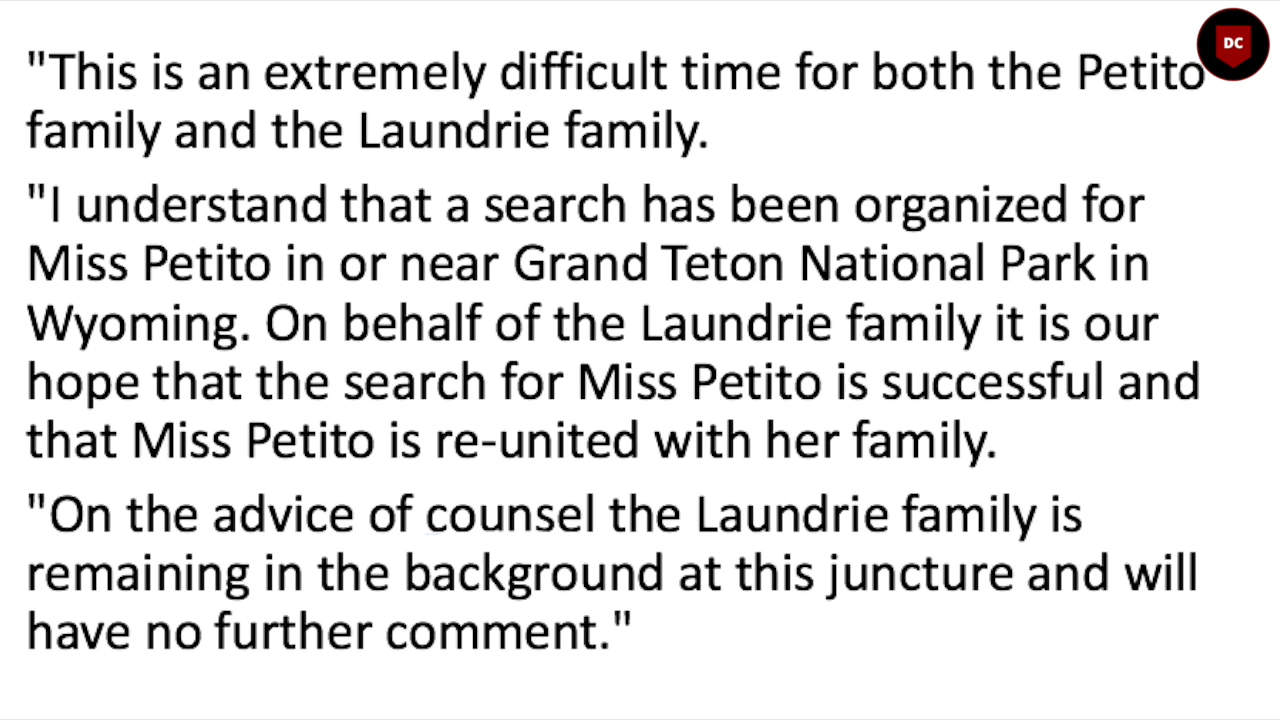 DC
"This is an extremely difficult time for both the Petito
family and the Laundrie family.
"I understand that a search has been organized for
Miss Petito in or near Grand Teton National Park in
Wyoming. On behalf of the Laundrie family it is our
hope that the search for Miss Petito is successful and
that Miss Petito is re-united with her family.
"On the advice of counsel the Laundrie family is
remaining in the background at this juncture and will
have no further comment."